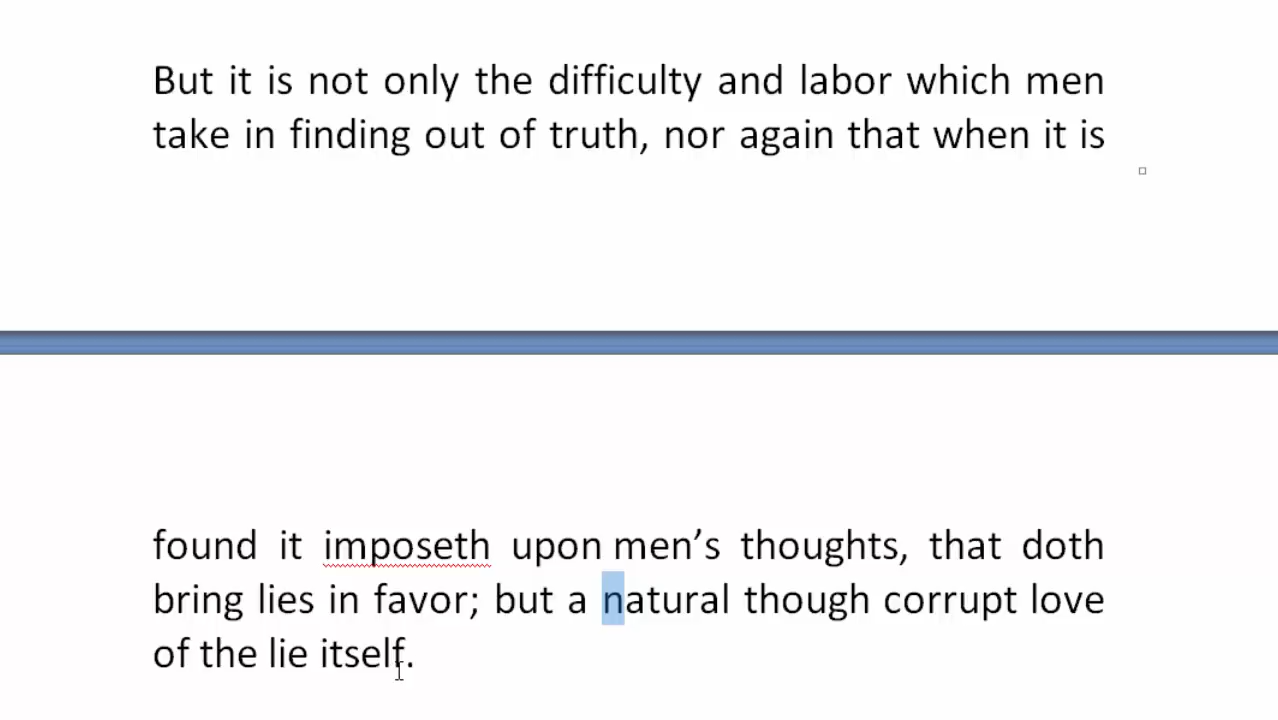 But it is not only the difficulty and labor which men
take in finding out of truth, nor again that when it is
found it imposeth upon men’s thoughts, that doth
bring lies in favor; but a natural though corrupt love
of the lie itself.